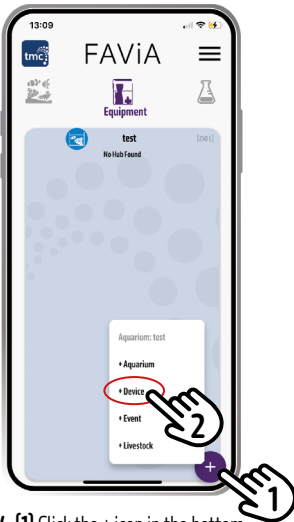 13:09
tmc
FAViA
Equipment
test
No Hub Found
Aquarium: test
+ Aquarium
+ Device
+ Event
+ Livestock
2
+
1
(1) Click the + icon in the bottom